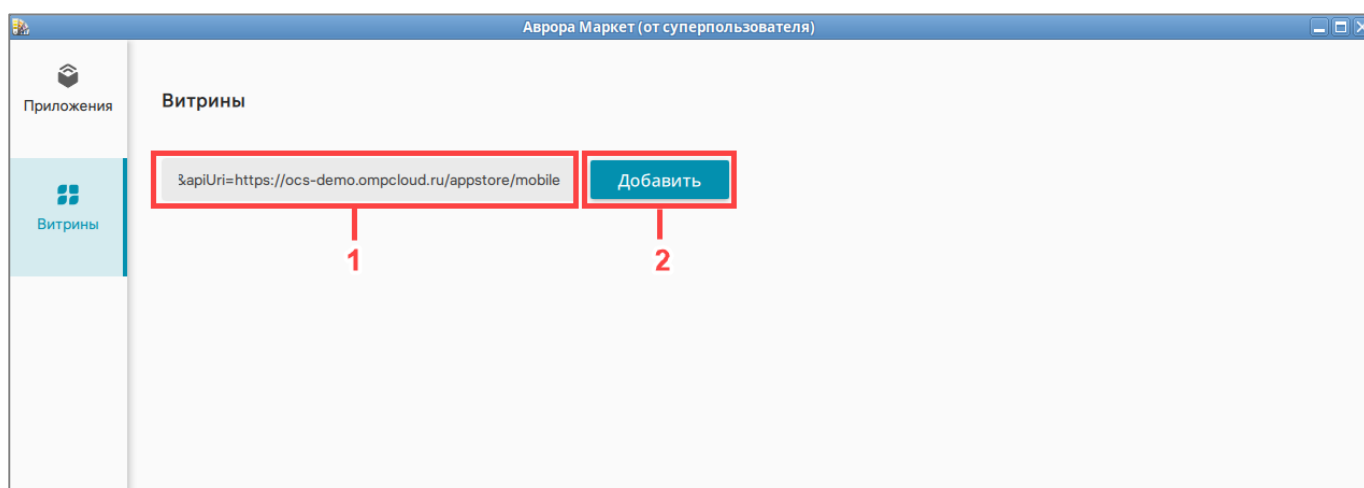 Аврора Маркет (от суперпользователя)
Приложения
Витрины
&apiUri=https://ocs-demo.ompcloud.ru/appstore/mobile
Добавить
Витрины
1
2